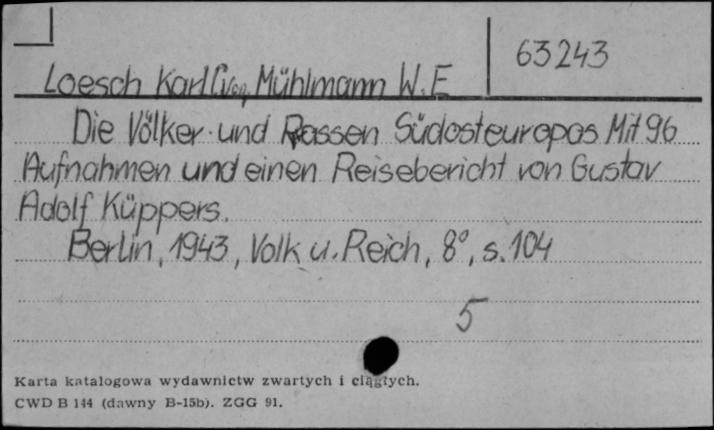 63243
Loesch Karl C. von, Mühlmann W. E
Die Völker und Rassen Südosteuropas Mit 96
Aufnahmen und einen Reisebericht von Gustav
Adolf Küppers.
Berlin, 1943, Volk u. Reich, 8°, s. 104
5
Karta katalogowa wydawnictw zwartych i ciągłych.
CWD B 144 (dawny B-15b). ZGG 91.